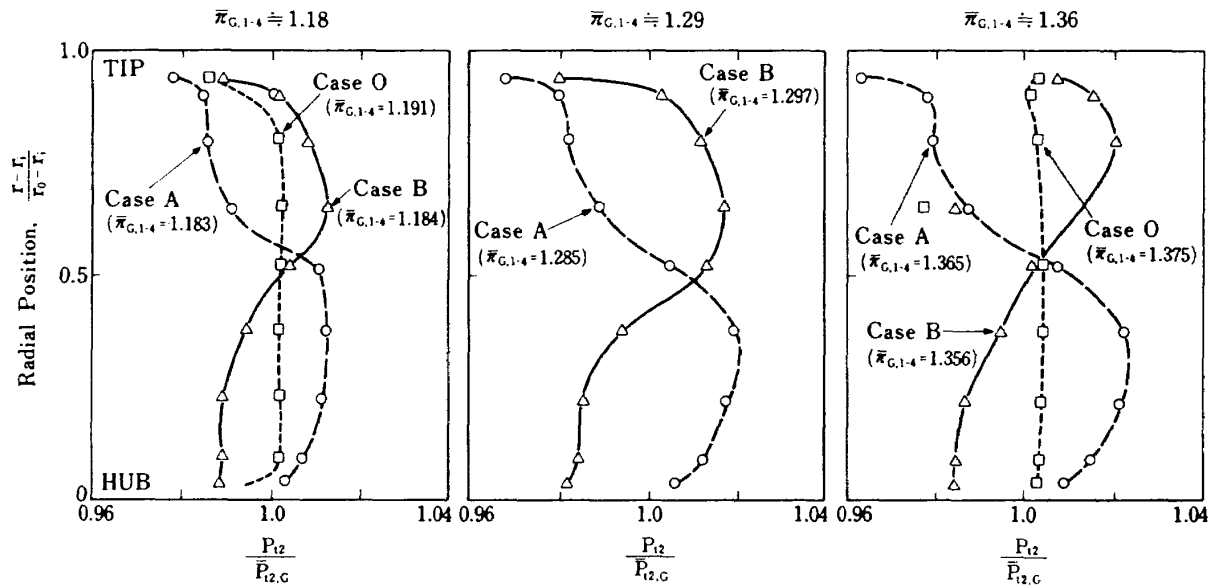 π̅G,1-4 ≒ 1.18
π̅G,1-4 ≒ 1.29
π̅G,1-4 ≒ 1.36
Radial Position, r-ri / r0-ri
1.0
0.5
0
TIP
Case O
(π̅G,1-4=1.191)
Case A
(π̅G,1-4=1.183)
Case B
(π̅G,1-4=1.184)
HUB
0.96
1.0
1.04
Pt2 / P̅t2,G
Case B
(π̅G,1-4=1.297)
Case A
(π̅G,1-4=1.285)
0.96
1.0
1.04
Pt2 / P̅t2,G
Case A
(π̅G,1-4=1.365)
Case O
(π̅G,1-4=1.375)
Case B
(π̅G,1-4=1.356)
0.96
1.0
1.04
Pt2 / P̅t2,G